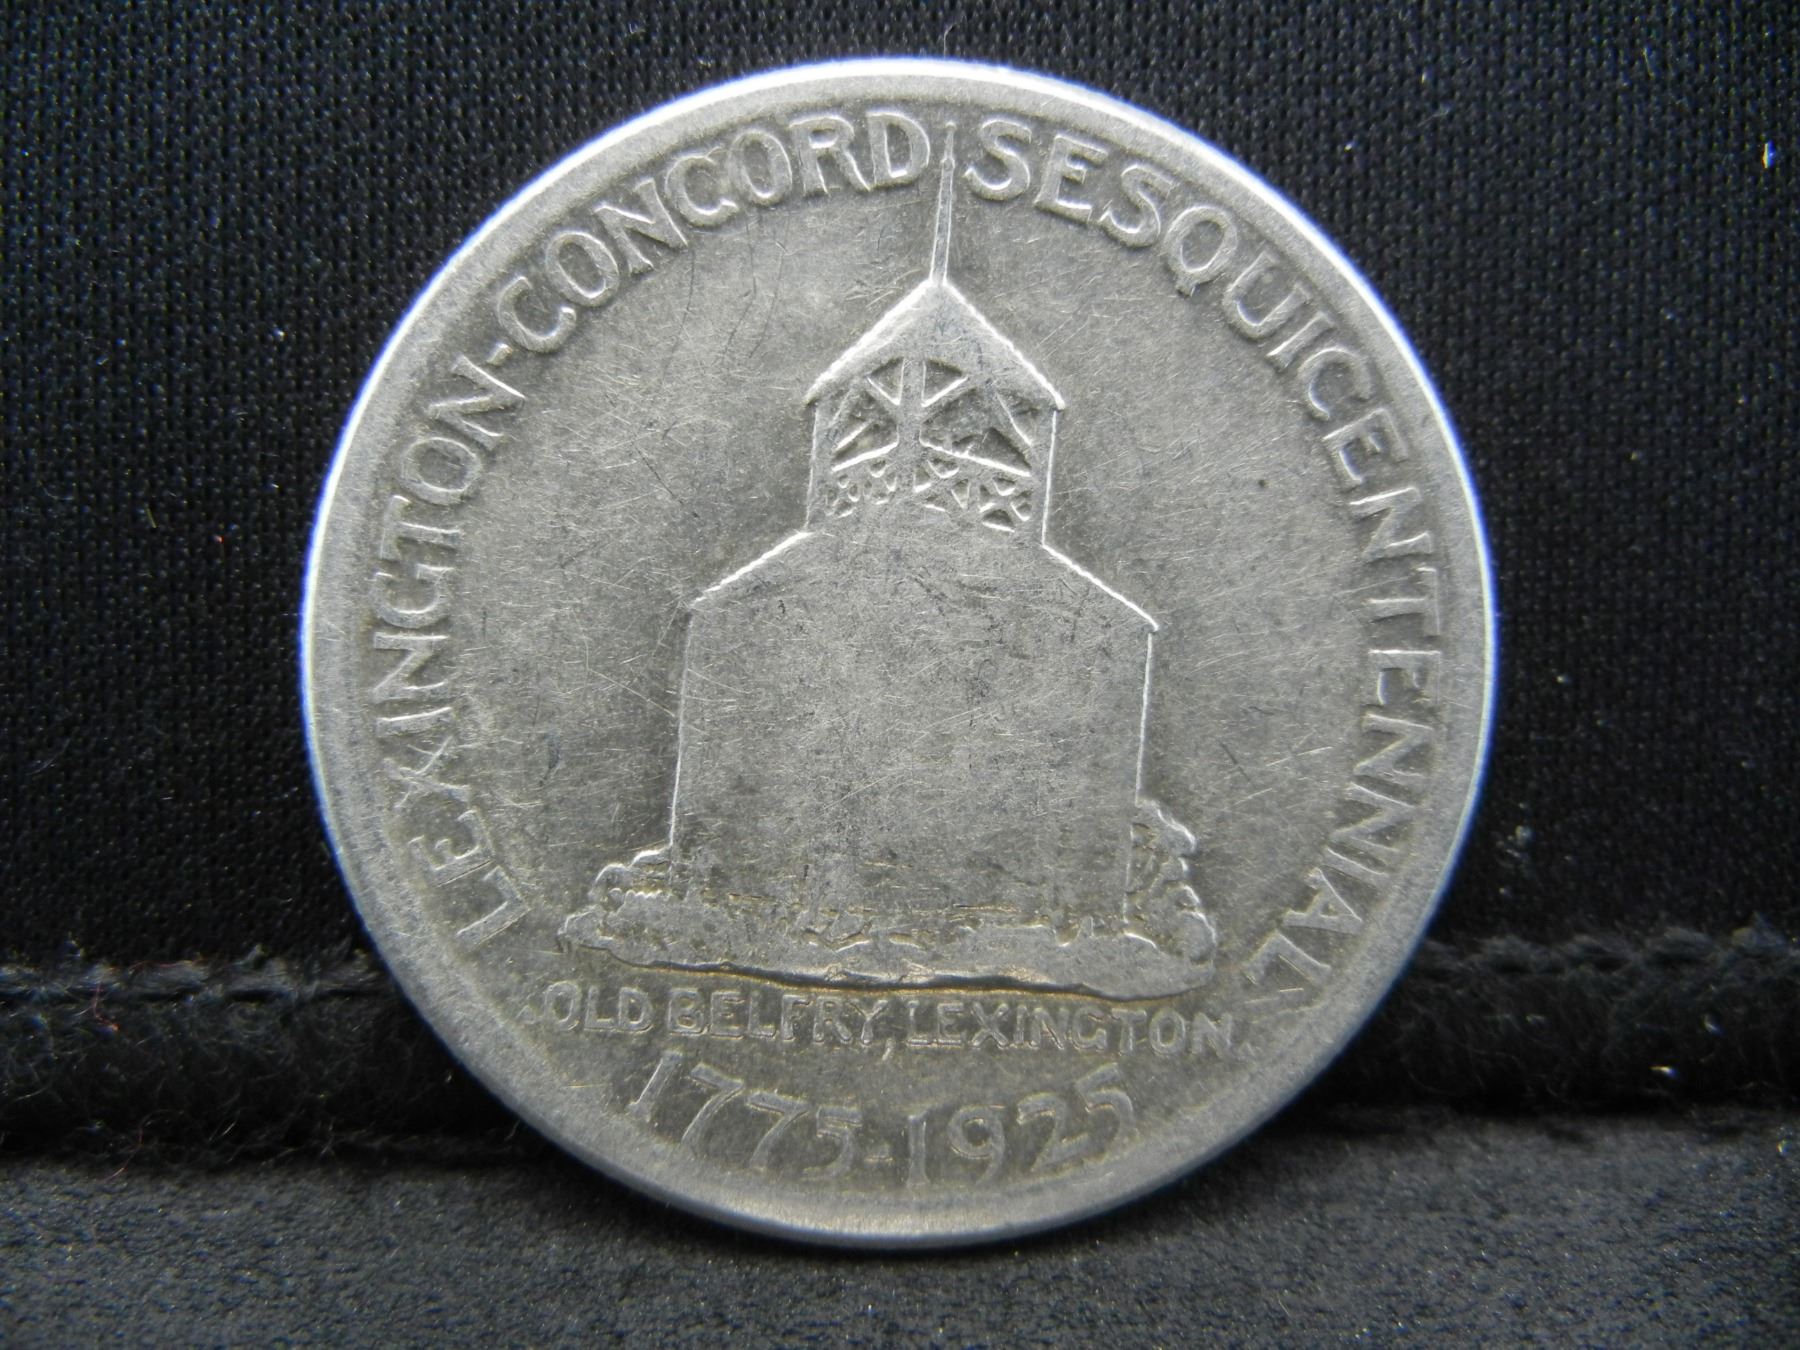 LEXINGTON-CONCORD SESQUICENTENNIAL
OLD BELFRY, LEXINGTON
1775-1925